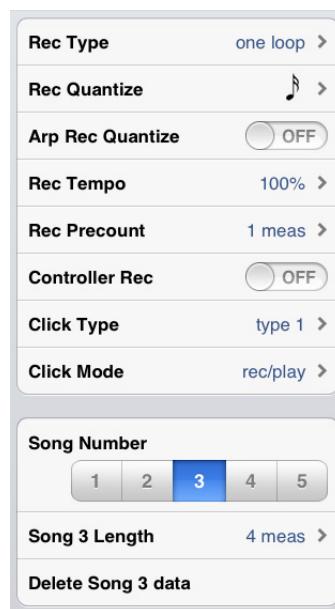 Rec Type one loop
Rec Quantize
Arp Rec Quantize OFF
Rec Tempo 100%
Rec Precount 1 meas
Controller Rec OFF
Click Type type 1
Click Mode rec/play
Song Number
1 2 3 4 5
Song 3 Length 4 meas
Delete Song 3 data